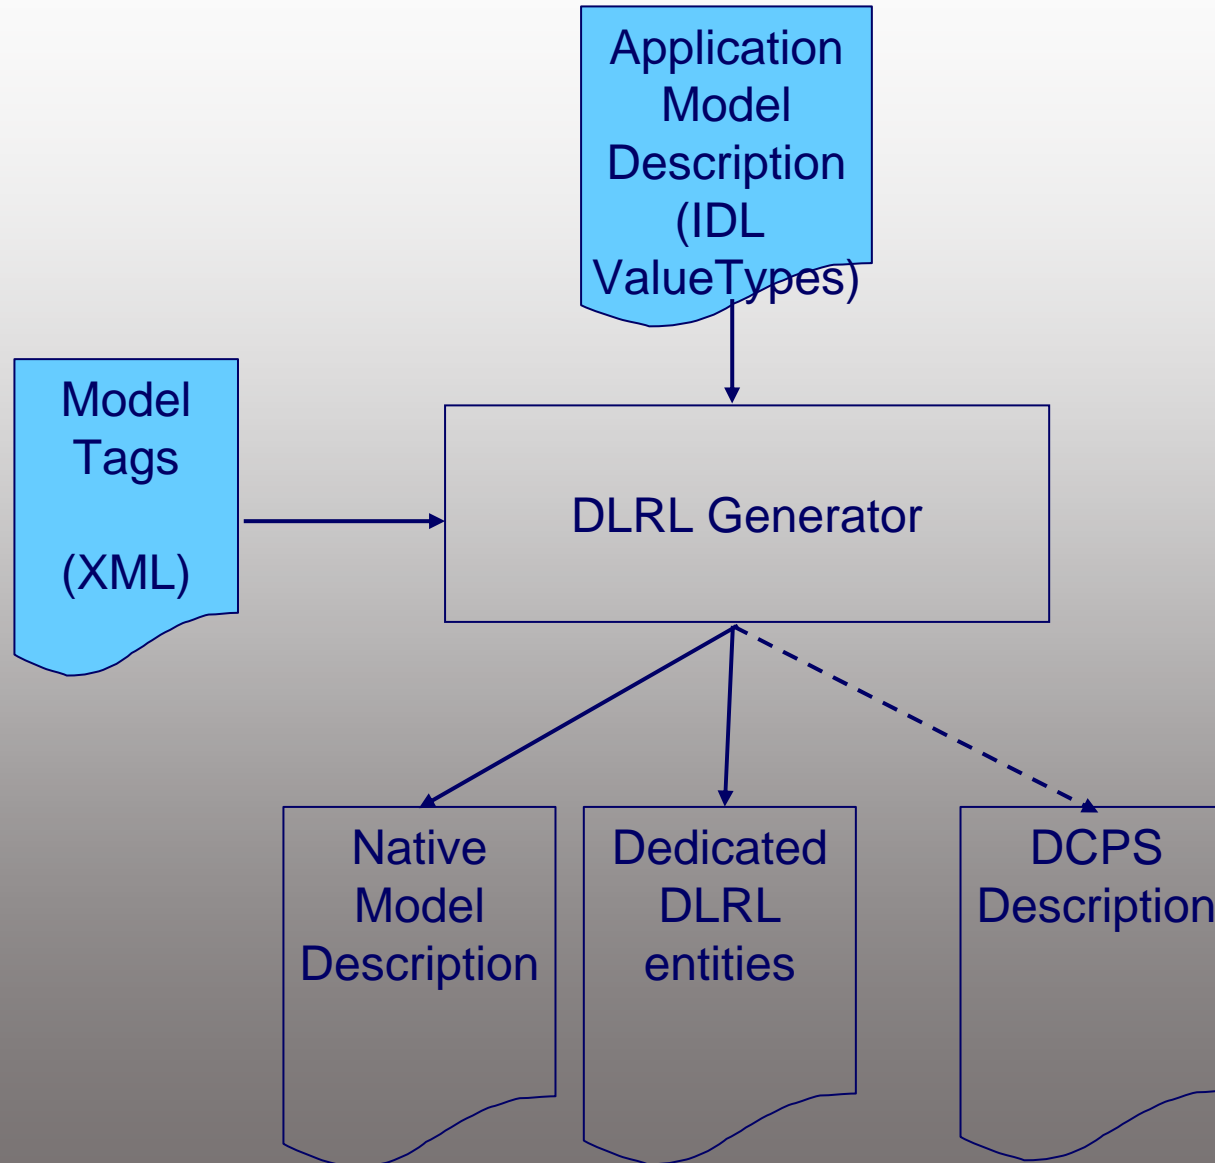 Application
Model
Description
(IDL
ValueTypes)
Model
Tags
(XML)
DLRL Generator
Native
Model
Description
Dedicated
DLRL
entities
DCPS
Description